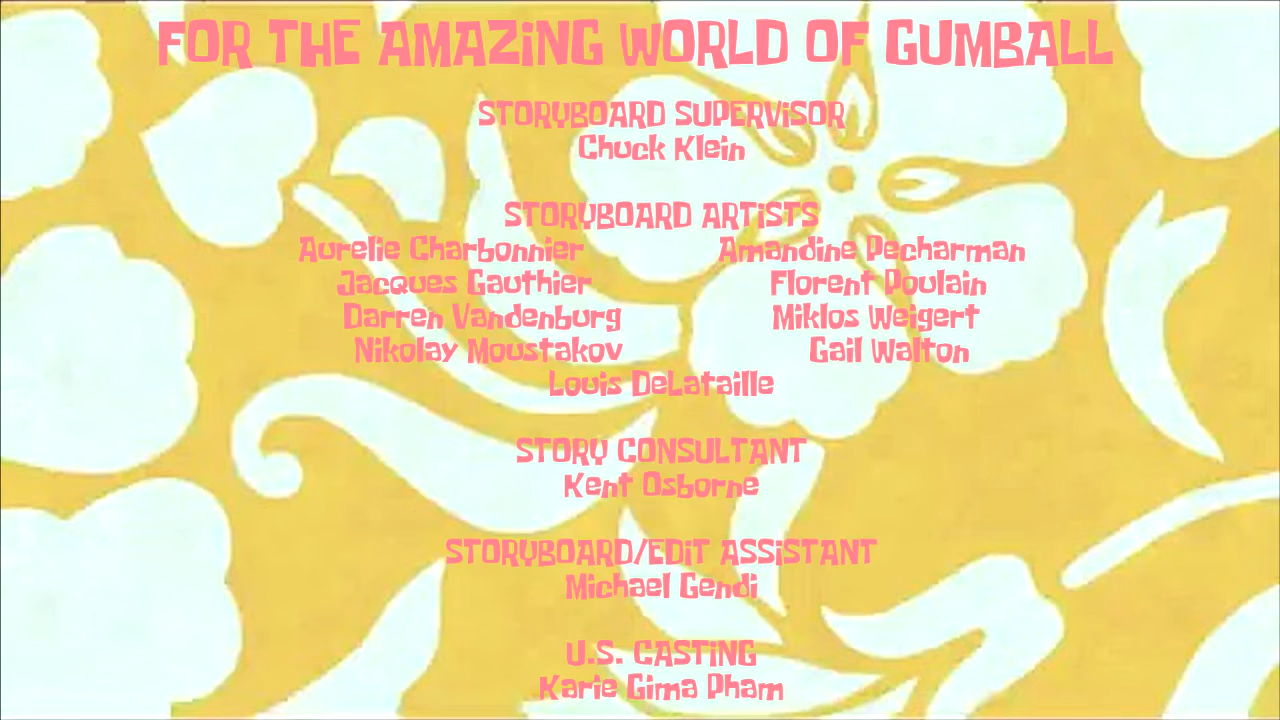 FOR THE AMAZiNG WORLD OF GUMBALL
STORYBOARD SUPERViSOR
Chuck Klein
STORYBOARD ARTiSTS
Aurelie Charbonnier Amandine Pecharman
Jacques Gauthier Florent Poulain
Darren Vandenburg Miklos Weigert
Nikolay Moustakov Gail Walton
Louis DeLataille
STORY CONSULTANT
Kent Osborne
STORYBOARD/EDiT ASSiSTANT
Michael Gendi
U.S. CASTiNG
Karie Gima Pham